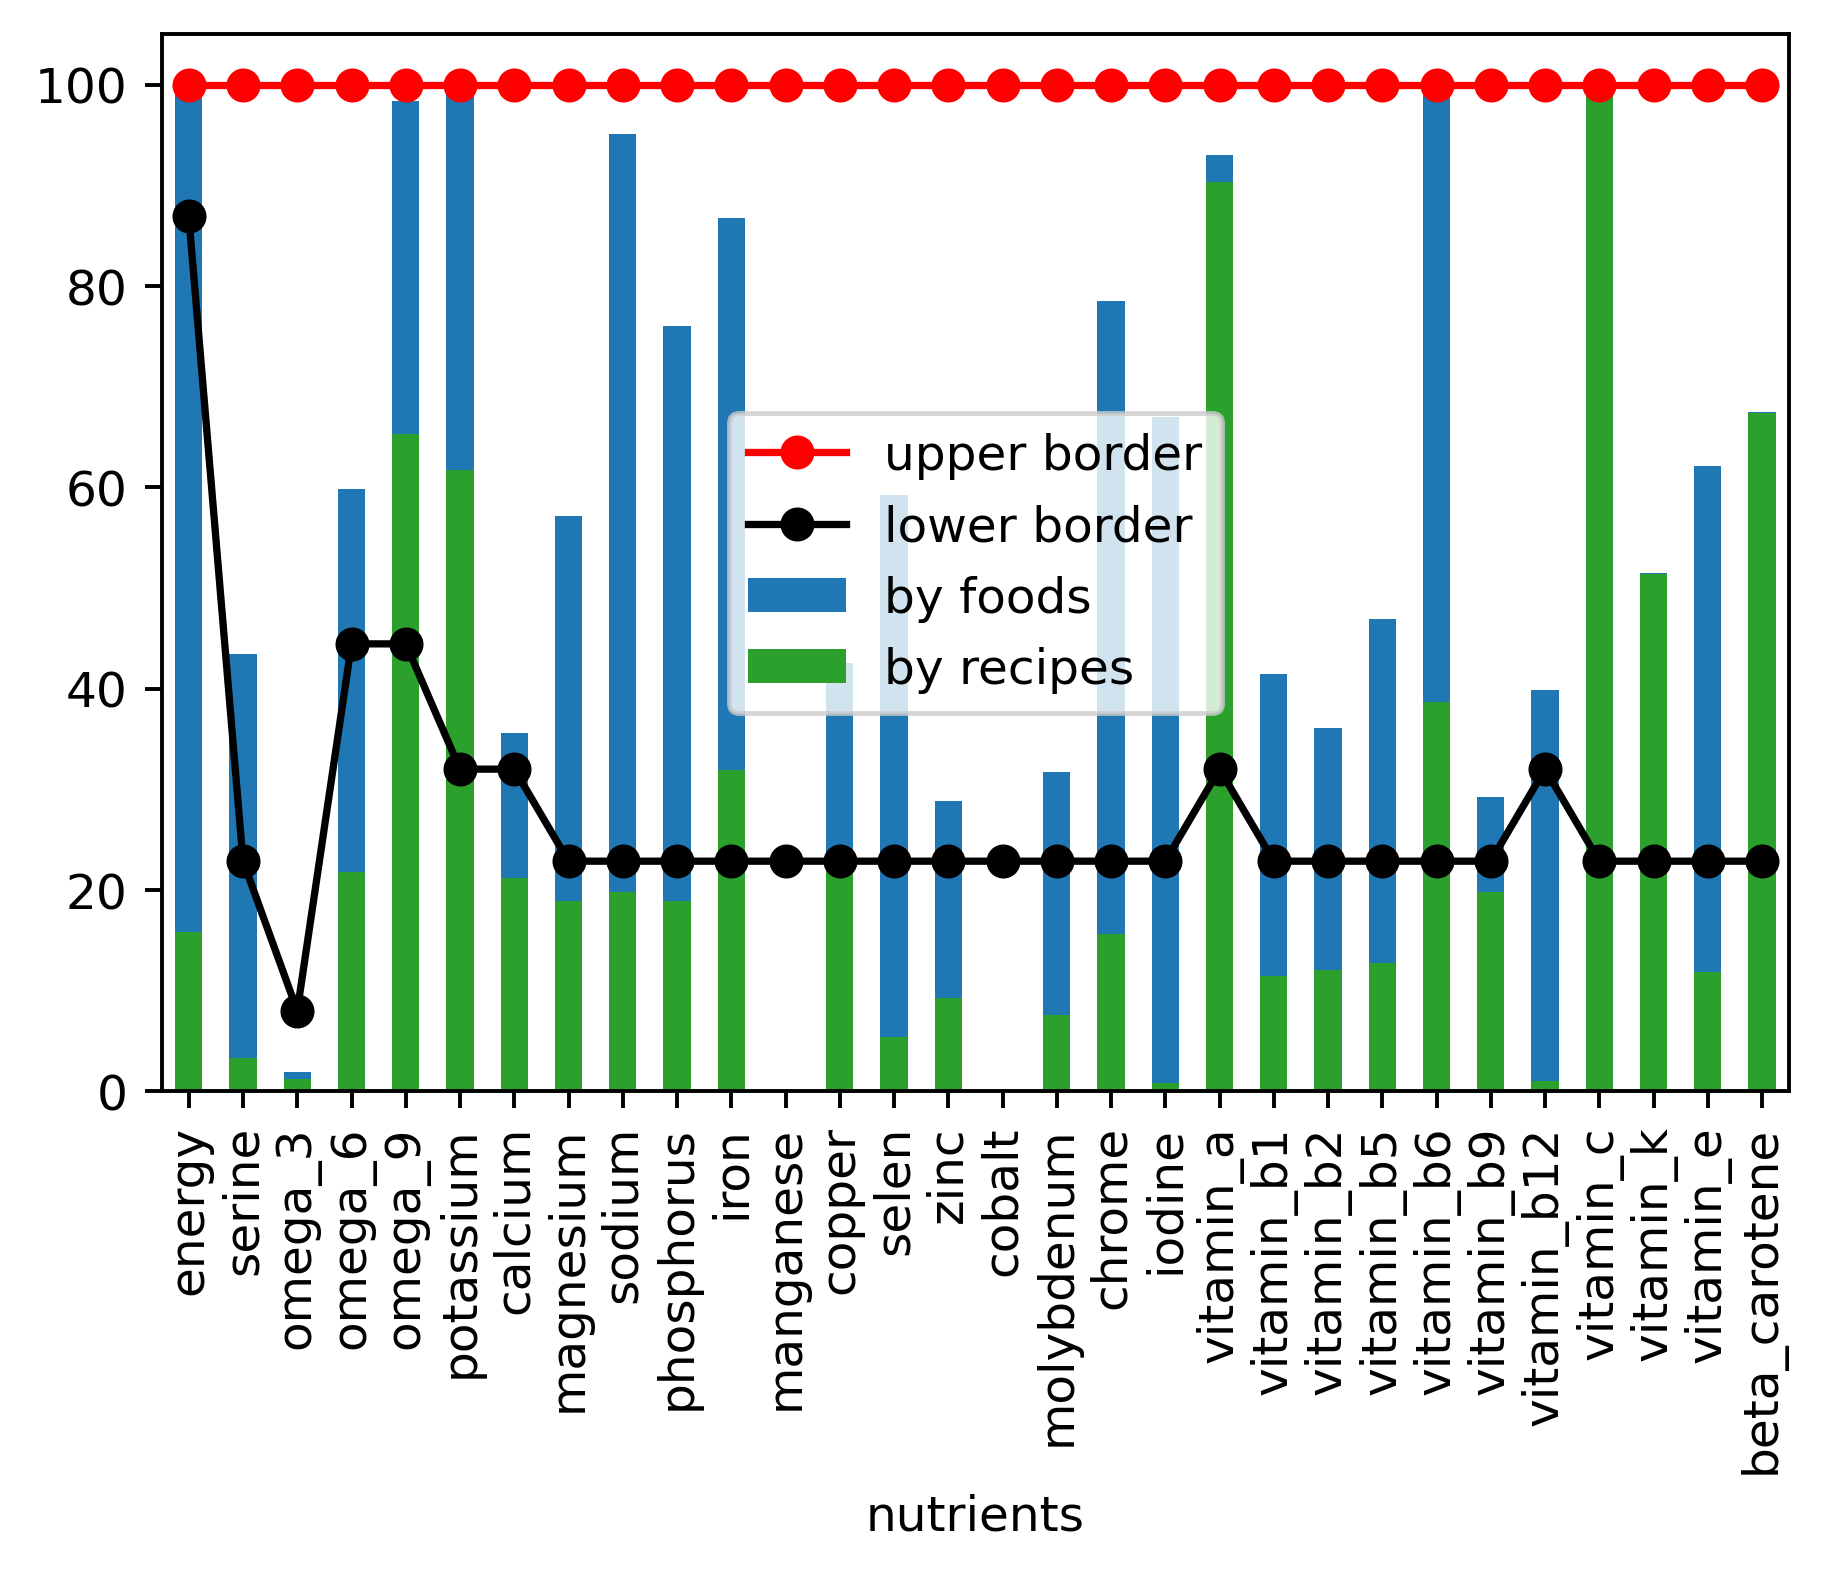 100
80
60
40
20
0
upper border
lower border
by foods
by recipes
energy
serine
omega_3
omega_6
omega_9
potassium
calcium
magnesium
sodium
phosphorus
iron
manganese
copper
selen
zinc
cobalt
molybdenum
chrome
iodine
vitamin_a
vitamin_b1
vitamin_b2
vitamin_b5
vitamin_b6
vitamin_b9
vitamin_b12
vitamin_c
vitamin_k
vitamin_e
beta_carotene
nutrients